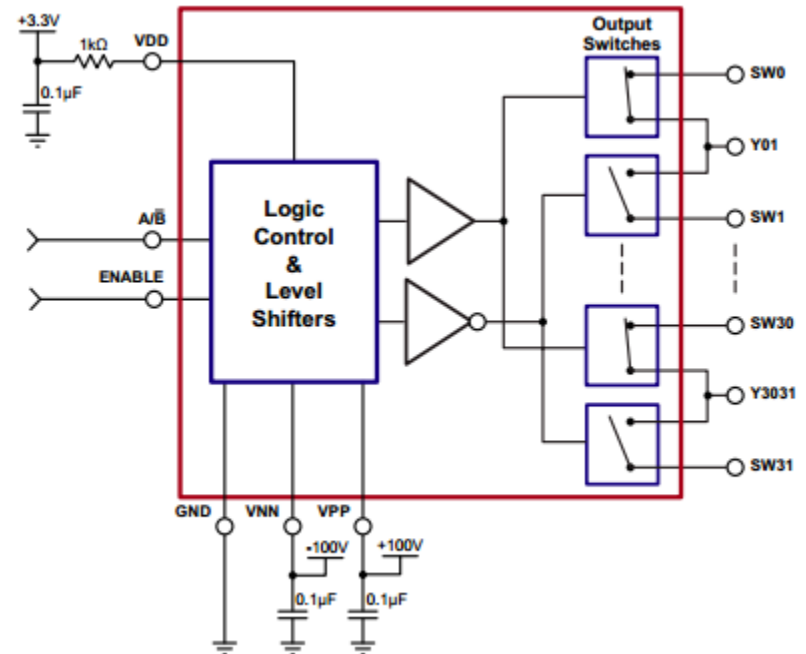 +3.3V
1kΩ
VDD
0.1µF
Output
Switches
SW0
Y01
SW1
A/B̅
ENABLE
Logic
Control
&
Level
Shifters
SW30
Y3031
SW31
GND
VNN
VPP
-100V
+100V
0.1µF
0.1µF